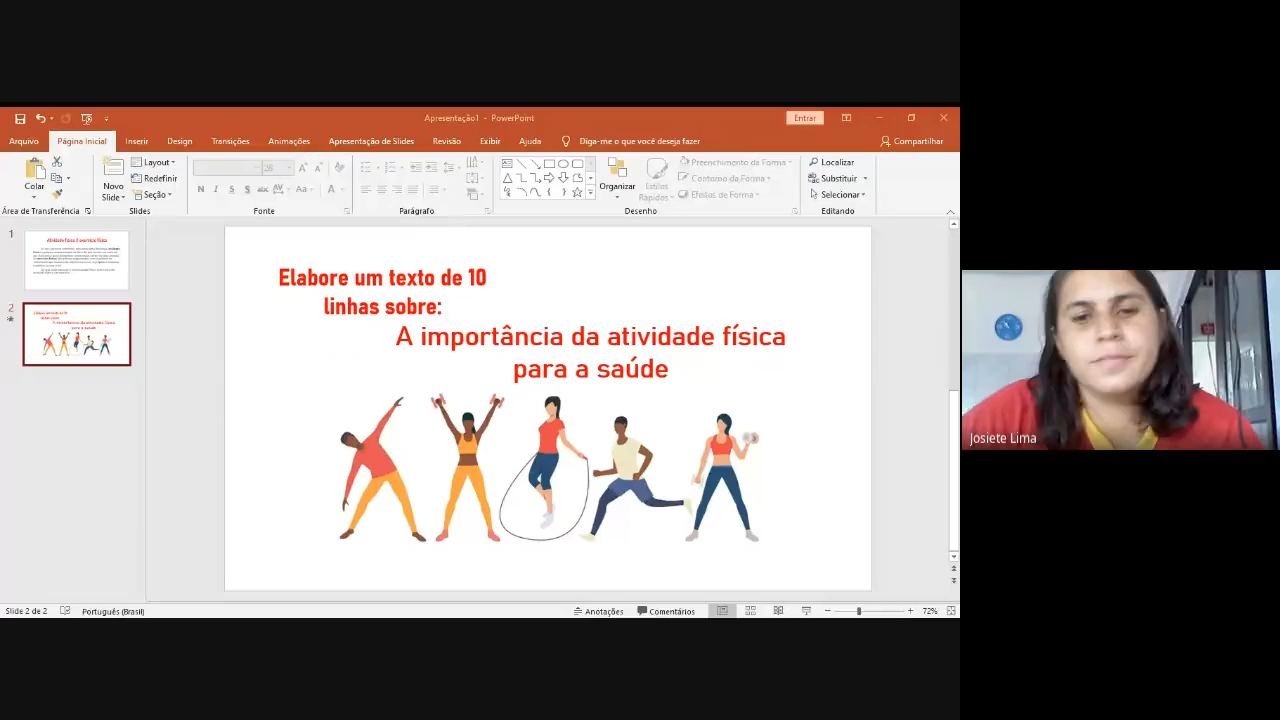 Apresentação1 - PowerPoint
Entrar
Arquivo
Página Inicial
Inserir
Design
Transições
Animações
Apresentação de Slides
Revisão
Exibir
Ajuda
Diga-me o que você deseja fazer
Compartilhar
Colar
Novo
Slide
Layout
Redefinir
Seção
Organizar
Estilos
Rápidos
Preenchimento da Forma
Contorno da Forma
Efeitos de Forma
Localizar
Substituir
Selecionar
Área de Transferência
Slides
Fonte
Parágrafo
Desenho
Editando
1
2
Elabore um texto de 10
linhas sobre:
A importância da atividade física
para a saúde
Josiete Lima
Slide 2 de 2
Português (Brasil)
Anotações
Comentários
72%